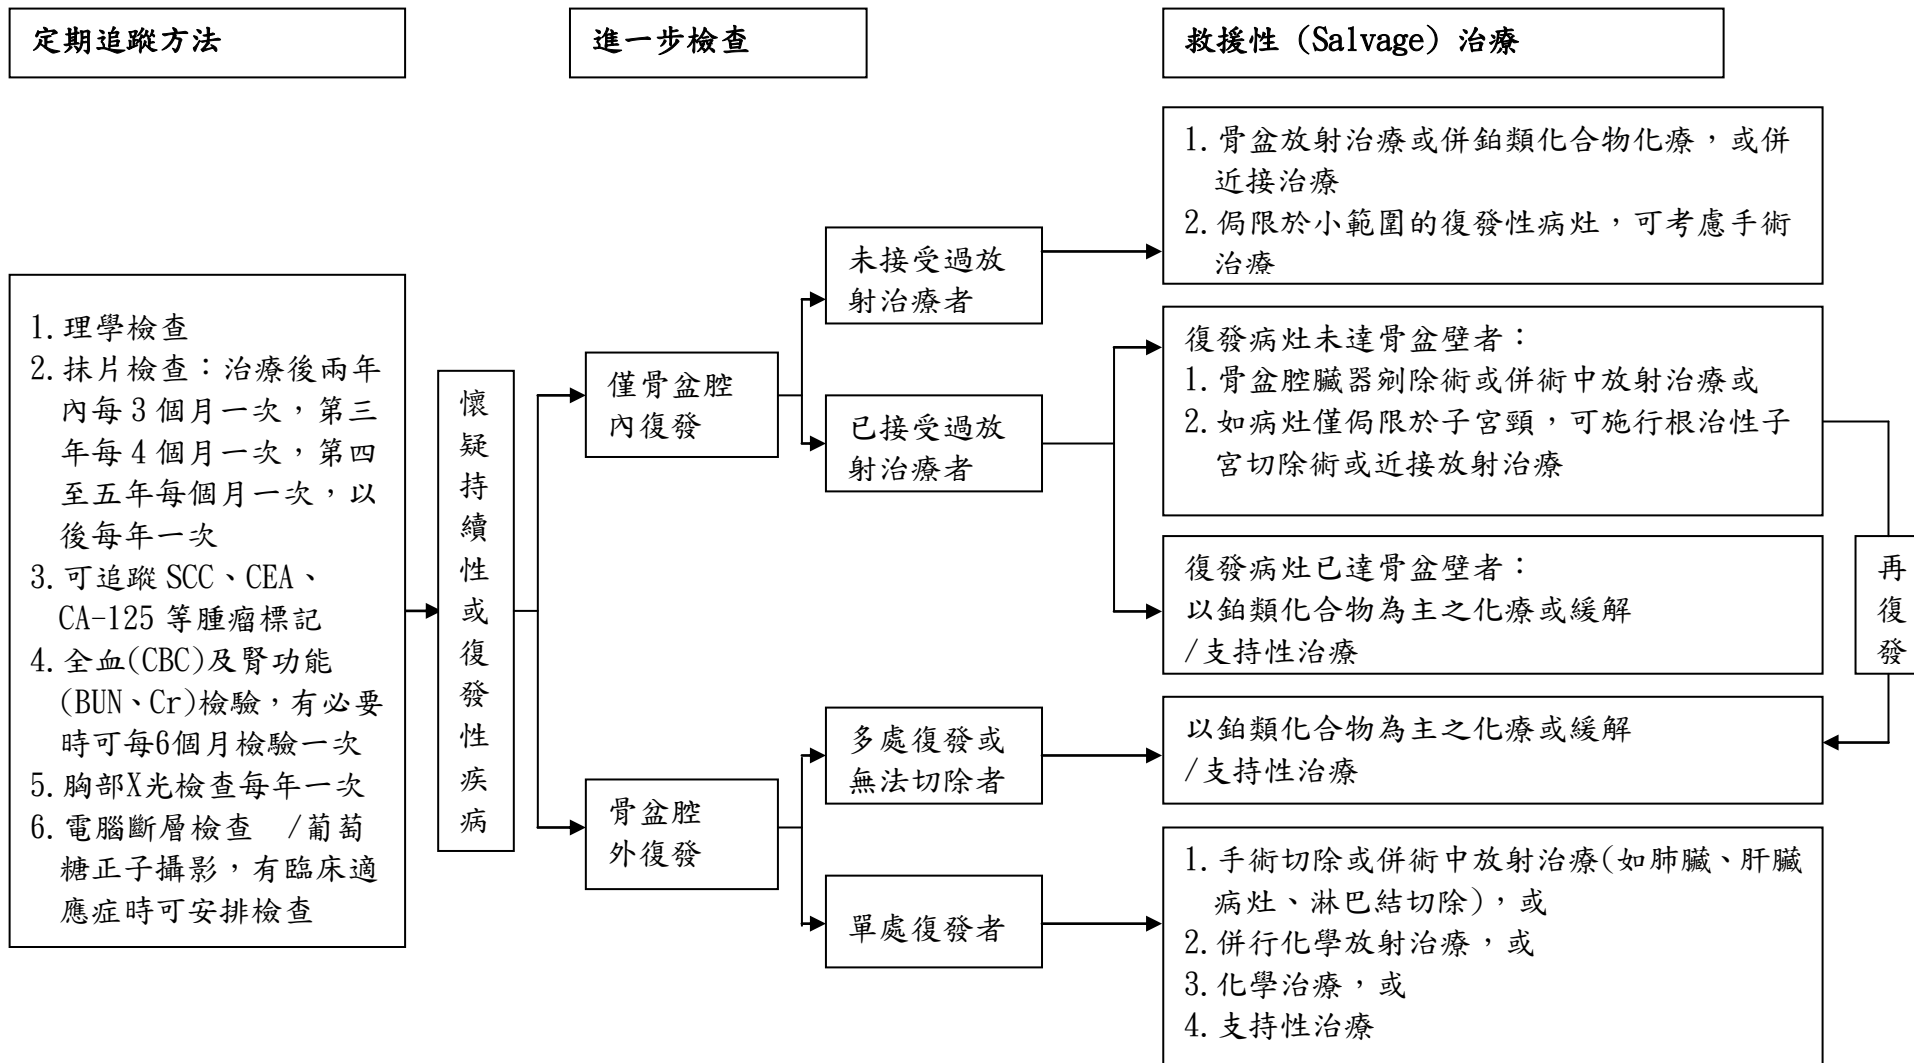 定期追蹤方法
進一步檢查
救援性 (Salvage) 治療
1.理學檢查
2.抹片檢查：治療後兩年
內每3個月一次，第三
年每4個月一次，第四
至五年每個月一次，以
後每年一次
3.可追蹤 SCC、CEA、
CA-125 等腫瘤標記
4.全血(CBC)及腎功能
(BUN、Cr)檢驗，有必要
時可每6個月檢驗一次
5.胸部X光檢查每年一次
6.電腦斷層檢查 /葡萄
糖正子攝影，有臨床適
應症時可安排檢查
懷
疑
持
續
性
或
復
發
性
疾
病
僅骨盆腔
內復發
骨盆腔
外復發
未接受過放
射治療者
已接受過放
射治療者
多處復發或
無法切除者
單處復發者
1.骨盆放射治療或併鉑類化合物化療，或併
近接治療
2.侷限於小範圍的復發性病灶，可考慮手術
治療
復發病灶未達骨盆壁者：
1.骨盆腔臟器剜除術或併術中放射治療或
2.如病灶僅侷限於子宮頸，可施行根治性子
宮切除術或近接放射治療
復發病灶已達骨盆壁者：
以鉑類化合物為主之化療或緩解
/支持性治療
再
復
發
以鉑類化合物為主之化療或緩解
/支持性治療
1.手術切除或併術中放射治療(如肺臟、肝臟
病灶、淋巴結切除)，或
2.併行化學放射治療，或
3.化學治療，或
4.支持性治療